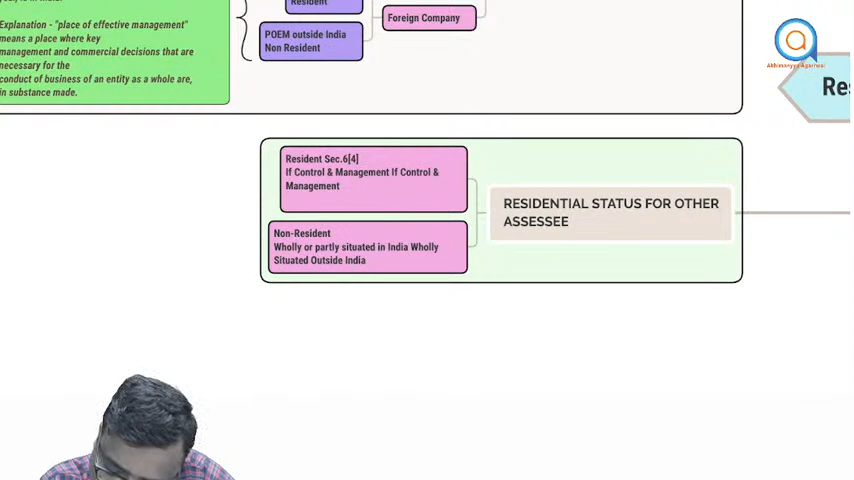 Explanation - "place of effective management"
means a place where key
management and commercial decisions that are
necessary for the
conduct of business of an entity as a whole are,
in substance made.
Resident
POEM outside India
Non Resident
Foreign Company
Abhimanyu Agarwal
Re
Resident Sec.6[4]
If Control & Management If Control &
Management
Non-Resident
Wholly or partly situated in India Wholly
Situated Outside India
RESIDENTIAL STATUS FOR OTHER
ASSESSEE